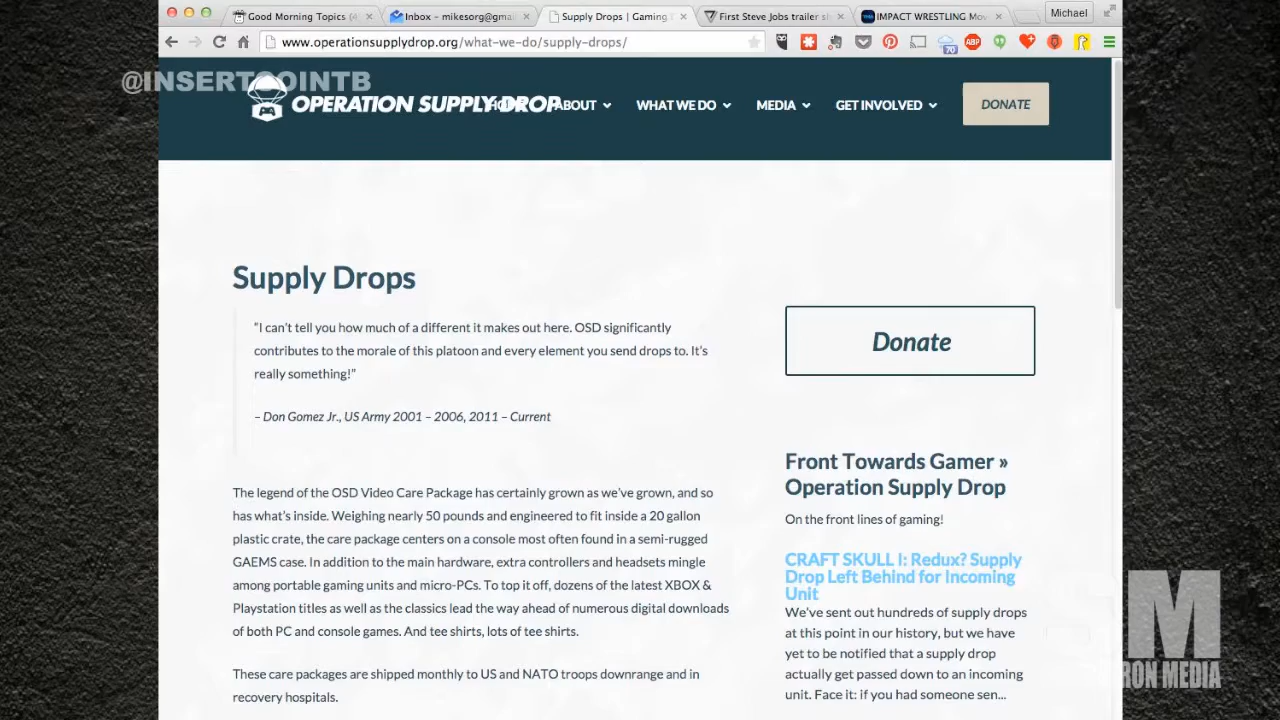 Good Morning Topics (4
Inbox – mikesorg@gmai
Supply Drops | Gaming
First Steve Jobs trailer sh
IMPACT WRESTLING Mov
Michael
www.operationsupplydrop.org/what-we-do/supply-drops/
70
ABP
@INSERTCOINTB
OPERATION SUPPLY DROP
ABOUT
WHAT WE DO
MEDIA
GET INVOLVED
DONATE
Supply Drops
"I can't tell you how much of a different it makes out here. OSD significantly
contributes to the morale of this platoon and every element you send drops to. It's
really something!"
– Don Gomez Jr., US Army 2001 – 2006, 2011 – Current
The legend of the OSD Video Care Package has certainly grown as we've grown, and so
has what's inside. Weighing nearly 50 pounds and engineered to fit inside a 20 gallon
plastic crate, the care package centers on a console most often found in a semi-rugged
GAEMS case. In addition to the main hardware, extra controllers and headsets mingle
among portable gaming units and micro-PCs. To top it off, dozens of the latest XBOX &
Playstation titles as well as the classics lead the way ahead of numerous digital downloads
of both PC and console games. And tee shirts, lots of tee shirts.
These care packages are shipped monthly to US and NATO troops downrange and in
recovery hospitals.
Donate
Front Towards Gamer »
Operation Supply Drop
On the front lines of gaming!
CRAFT SKULL I: Redux? Supply
Drop Left Behind for Incoming
Unit
We've sent out hundreds of supply drops
at this point in our history, but we have
yet to be notified that a supply drop
actually get passed down to an incoming
unit. Face it: if you had someone sen...
M
RON MEDIA